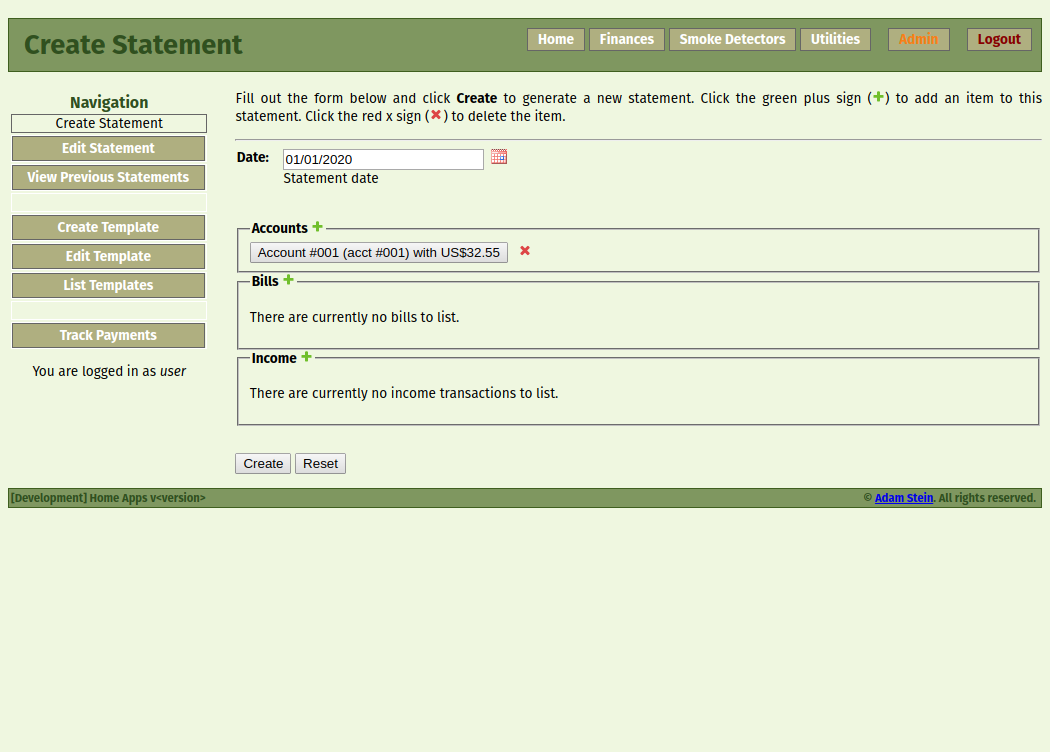 Create Statement
Home Finances Smoke Detectors Utilities Admin Logout
Navigation
Create Statement
Edit Statement
View Previous Statements
Create Template
Edit Template
List Templates
Track Payments
You are logged in as user
Fill out the form below and click Create to generate a new statement. Click the green plus sign (+) to add an item to this
statement. Click the red x sign (×) to delete the item.
Date: 01/01/2020
Statement date
Accounts
Account #001 (acct #001) with US$32.55
Bills
There are currently no bills to list.
Income
There are currently no income transactions to list.
Create Reset
[Development] Home Apps v<version>
© Adam Stein. All rights reserved.